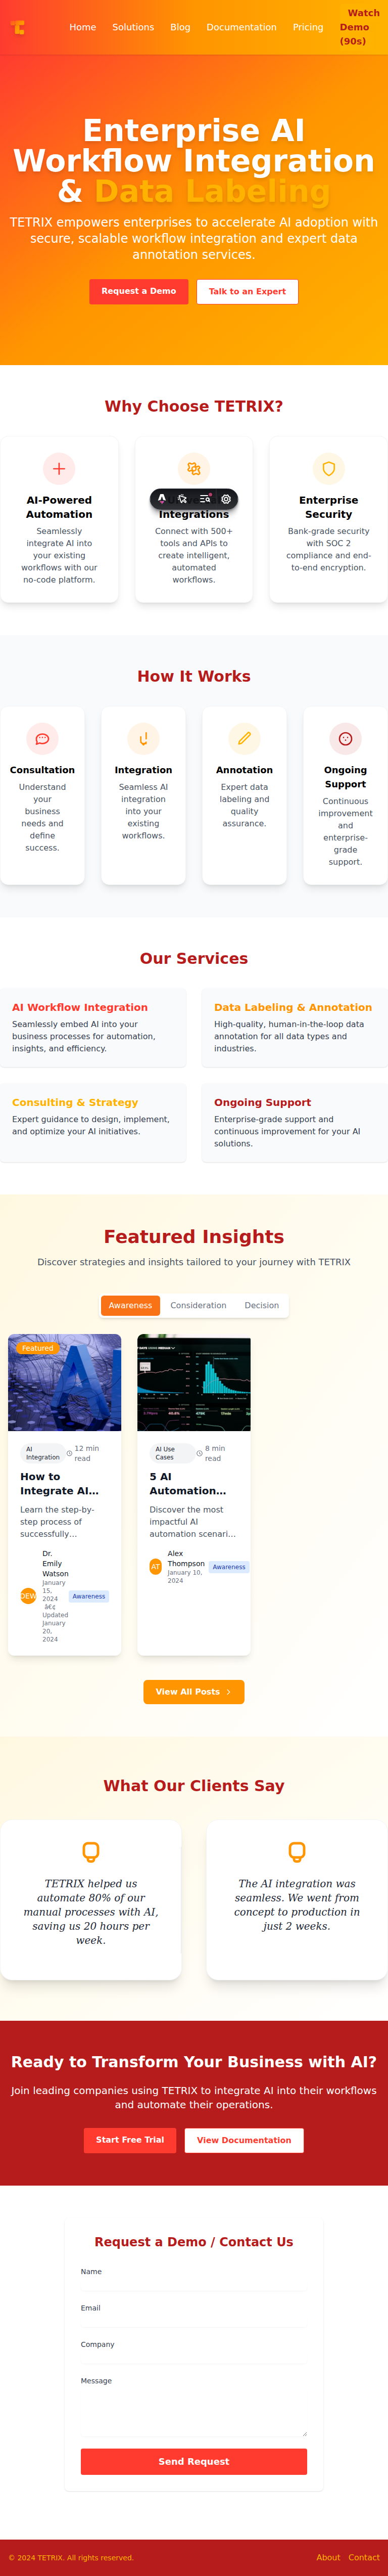 Home
Solutions
Blog
Documentation
Pricing
Watch
Demo
(90s)
Enterprise AI
Workflow Integration
& Data Labeling
TETRIX empowers enterprises to accelerate AI adoption with
secure, scalable workflow integration and expert data
annotation services.
Request a Demo
Talk to an Expert
Why Choose TETRIX?
AI-Powered
Automation
Seamlessly
integrate AI into
your existing
workflows with our
no-code platform.
Integrations
Connect with 500+
tools and APIs to
create intelligent,
automated
workflows.
Enterprise
Security
Bank-grade security
with SOC 2
compliance and end-
to-end encryption.
How It Works
Consultation
Understand
your
business
needs and
define
success.
Integration
Seamless AI
integration
into your
existing
workflows.
Annotation
Expert data
labeling and
quality
assurance.
Ongoing
Support
Continuous
improvement
and
enterprise-
grade
support.
Our Services
AI Workflow Integration
Seamlessly embed AI into your
business processes for automation,
insights, and efficiency.
Data Labeling & Annotation
High-quality, human-in-the-loop data
annotation for all data types and
industries.
Consulting & Strategy
Expert guidance to design, implement,
and optimize your AI initiatives.
Ongoing Support
Enterprise-grade support and
continuous improvement for your AI
solutions.
Featured Insights
Discover strategies and insights tailored to your journey with TETRIX
Awareness
Consideration
Decision
Featured
AI
Integration
12 min
read
How to
Integrate AI...
Learn the step-by-
step process of
successfully...
DEW
Dr.
Emily
Watson
January
15,
2024
â€¢
Updated
January
20,
2024
Awareness
AI Use
Cases
8 min
read
5 AI
Automation...
Discover the most
impactful AI
automation scenari...
AT
Alex
Thompson
January 10,
2024
Awareness
View All Posts
What Our Clients Say
TETRIX helped us
automate 80% of our
manual processes with AI,
saving us 20 hours per
week.
The AI integration was
seamless. We went from
concept to production in
just 2 weeks.
Ready to Transform Your Business with AI?
Join leading companies using TETRIX to integrate AI into their workflows
and automate their operations.
Start Free Trial
View Documentation
Request a Demo / Contact Us
Name
Email
Company
Message
Send Request
© 2024 TETRIX. All rights reserved.
About
Contact